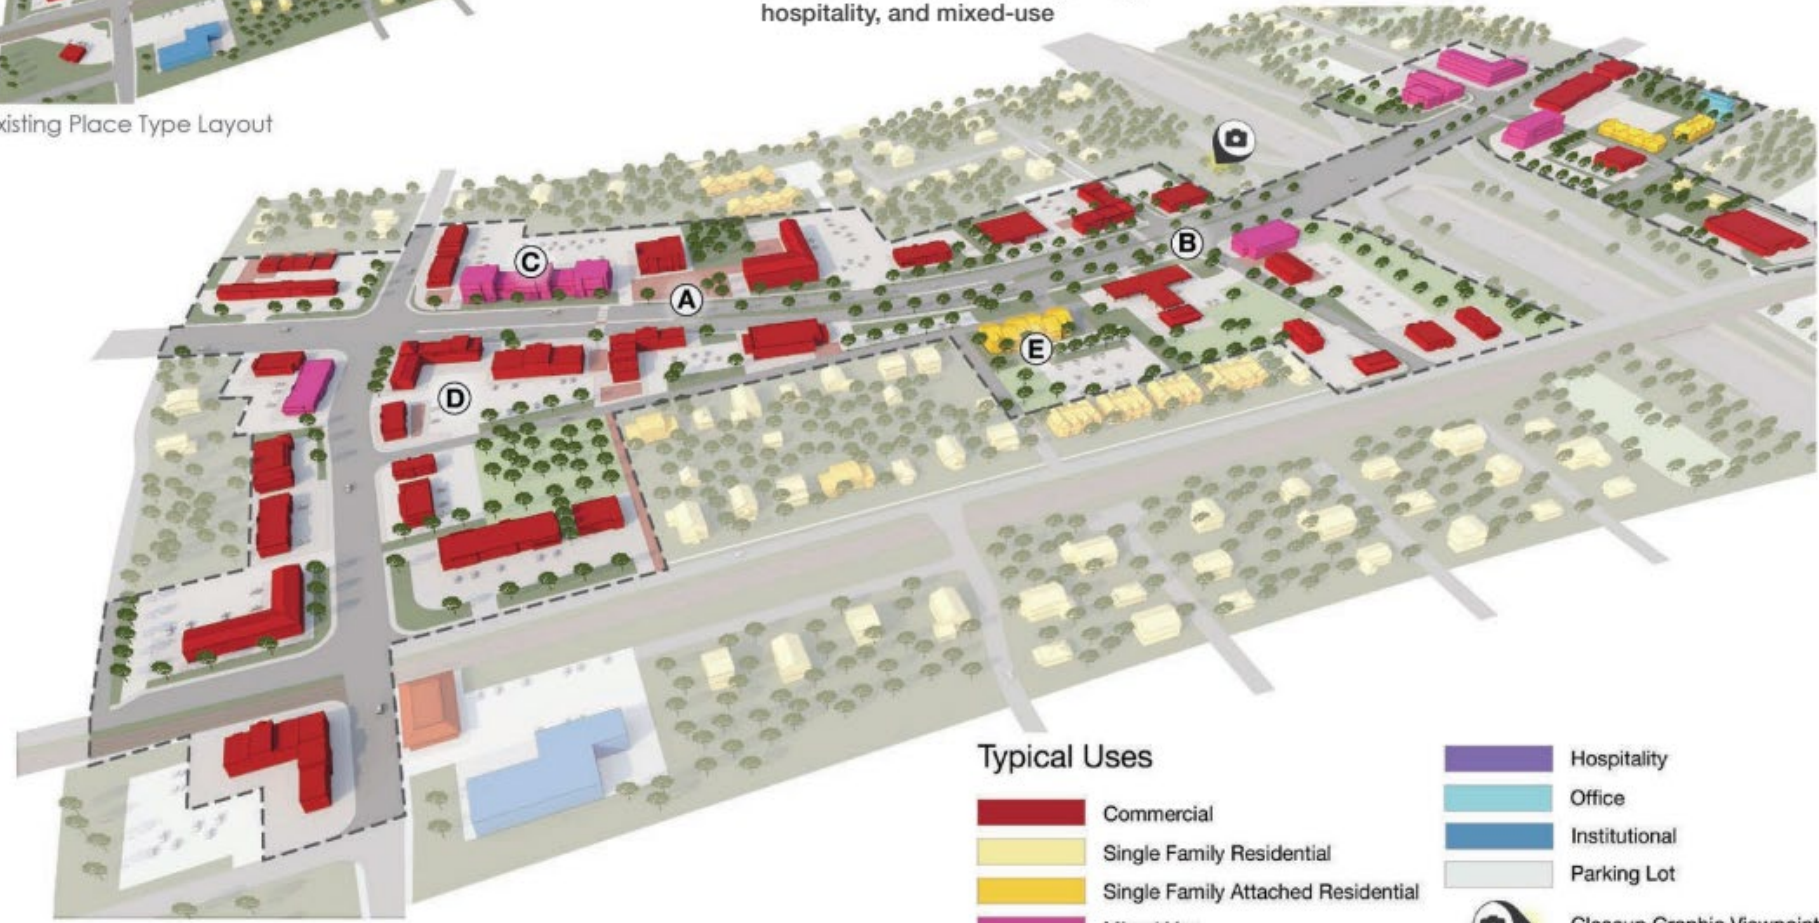 hospitality, and mixed-use
xisting Place Type Layout
C
A
B
E
D
Typical Uses
Commercial
Single Family Residential
Single Family Attached Residential
Hospitality
Office
Institutional
Parking Lot